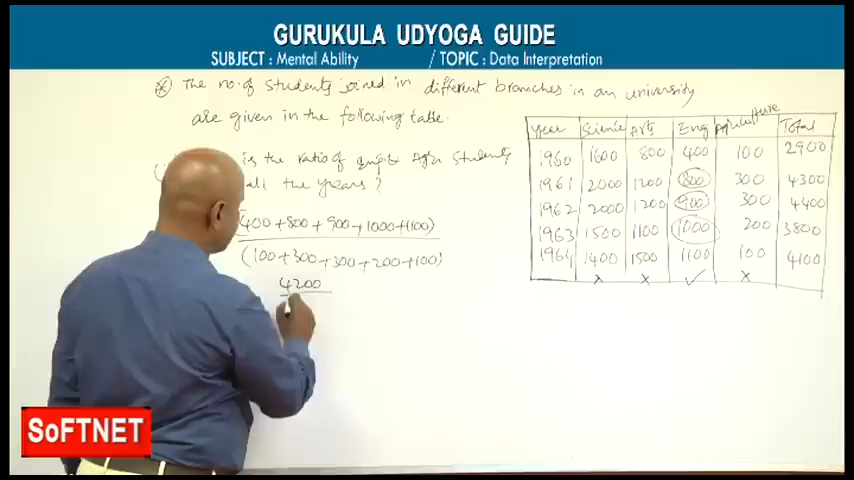 GURUKULA UDYOGA GUIDE
SUBJECT : Mental Ability / TOPIC : Data Interpretation
The no. of students joined in different branches in an university
are given in the following table.
is the ratio of Eng & Agri students
all the years ?
(400 + 800 + 900 + 1000 + 1100)
(100 + 300 + 300 + 200 + 100)
4200
Year Science Arts Eng Agriculture Total
1960 1600 800 400 100 2900
1961 2000 1200 800 300 4300
1962 2000 1200 900 300 4400
1963 1500 1100 1000 200 3800
1964 1400 1500 1100 100 4100
x x ✓ x
SoFTNET